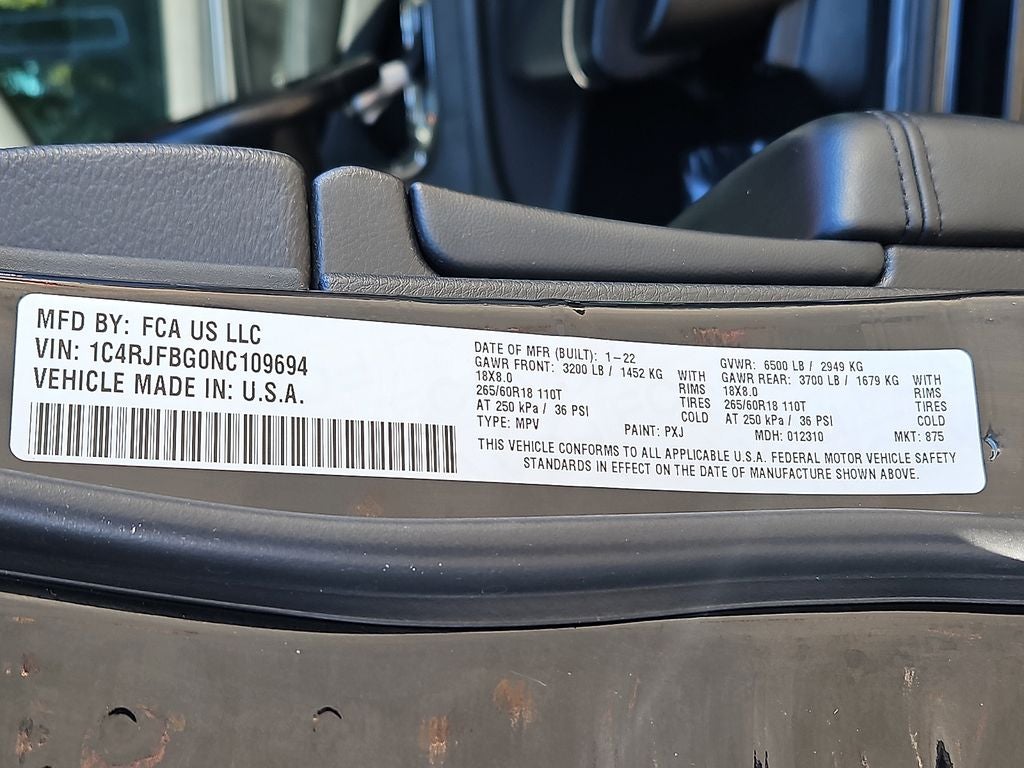 MFD BY: FCA US LLC
VIN: 1C4RJFBG0NC109694
VEHICLE MADE IN: U.S.A.
DATE OF MFR (BUILT): 1-22
GAWR FRONT: 3200 LB / 1452 KG WITH
18X8.0 RIMS
265/60R18 110T TIRES
AT 250 kPa / 36 PSI COLD
TYPE: MPV PAINT: PXJ
GVWR: 6500 LB / 2949 KG
GAWR REAR: 3700 LB / 1679 KG WITH
18X8.0 RIMS
265/60R18 110T TIRES
AT 250 kPa / 36 PSI COLD
MDH: 012310 MKT: 875
THIS VEHICLE CONFORMS TO ALL APPLICABLE U.S.A. FEDERAL MOTOR VEHICLE SAFETY
STANDARDS IN EFFECT ON THE DATE OF MANUFACTURE SHOWN ABOVE.